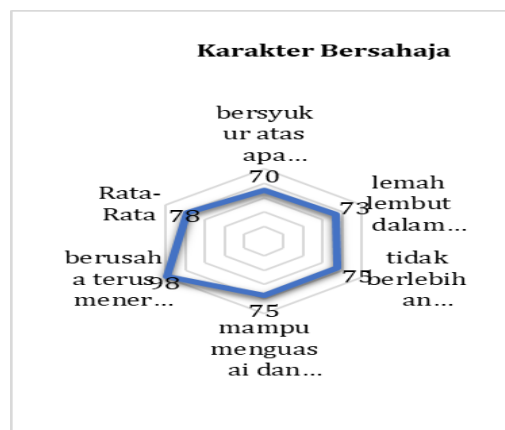 Karakter Bersahaja
bersyuk
ur atas
apa...
70
lemah
lembut
dalam...
73
tidak
berlebih
an...
75
75
mampu
menguas
ai dan...
berusah
a terus
mener...
98
Rata-
Rata
78